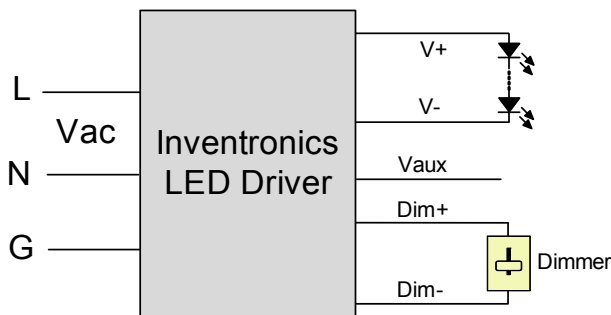 L
Vac
N
G
Inventronics
LED Driver
V+
V-
Vaux
Dim+
Dim-
Dimmer